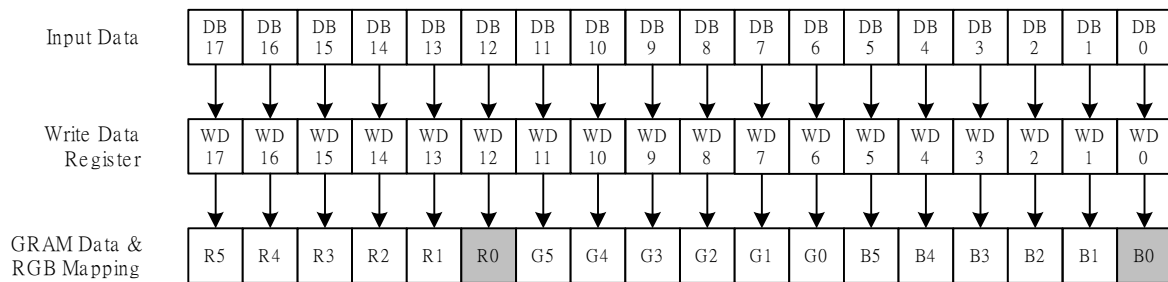 Input Data
DB DB DB DB DB DB DB DB DB DB DB DB DB DB DB DB DB DB
17 16 15 14 13 12 11 10 9 8 7 6 5 4 3 2 1 0
Write Data
Register
WD WD WD WD WD WD WD WD WD WD WD WD WD WD WD WD WD WD
17 16 15 14 13 12 11 10 9 8 7 6 5 4 3 2 1 0
GRAM Data &
RGB Mapping
R5 R4 R3 R2 R1 R0 G5 G4 G3 G2 G1 G0 B5 B4 B3 B2 B1 B0